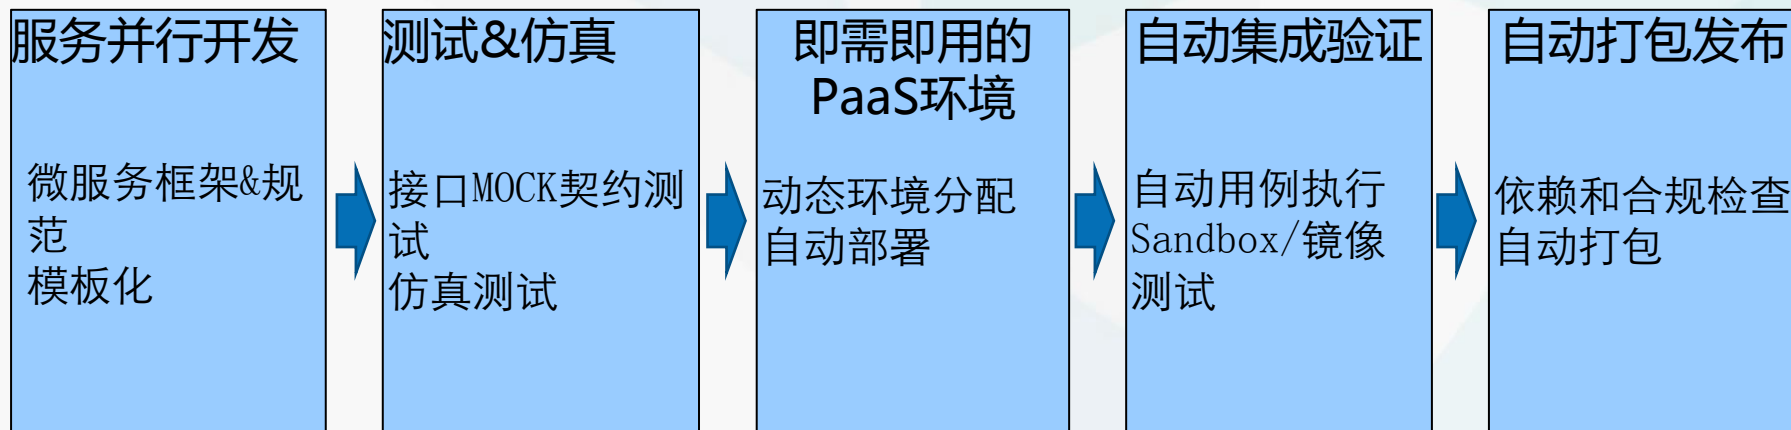 服务并行开发
微服务框架&规
范
模板化
测试&仿真
接口MOCK契约测
试
仿真测试
即需即用的
PaaS环境
动态环境分配
自动部署
自动集成验证
自动用例执行
Sandbox/镜像
测试
自动打包发布
依赖和合规检查
自动打包